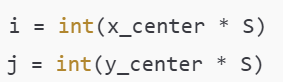 i = int(x_center * S)
j = int(y_center * S)